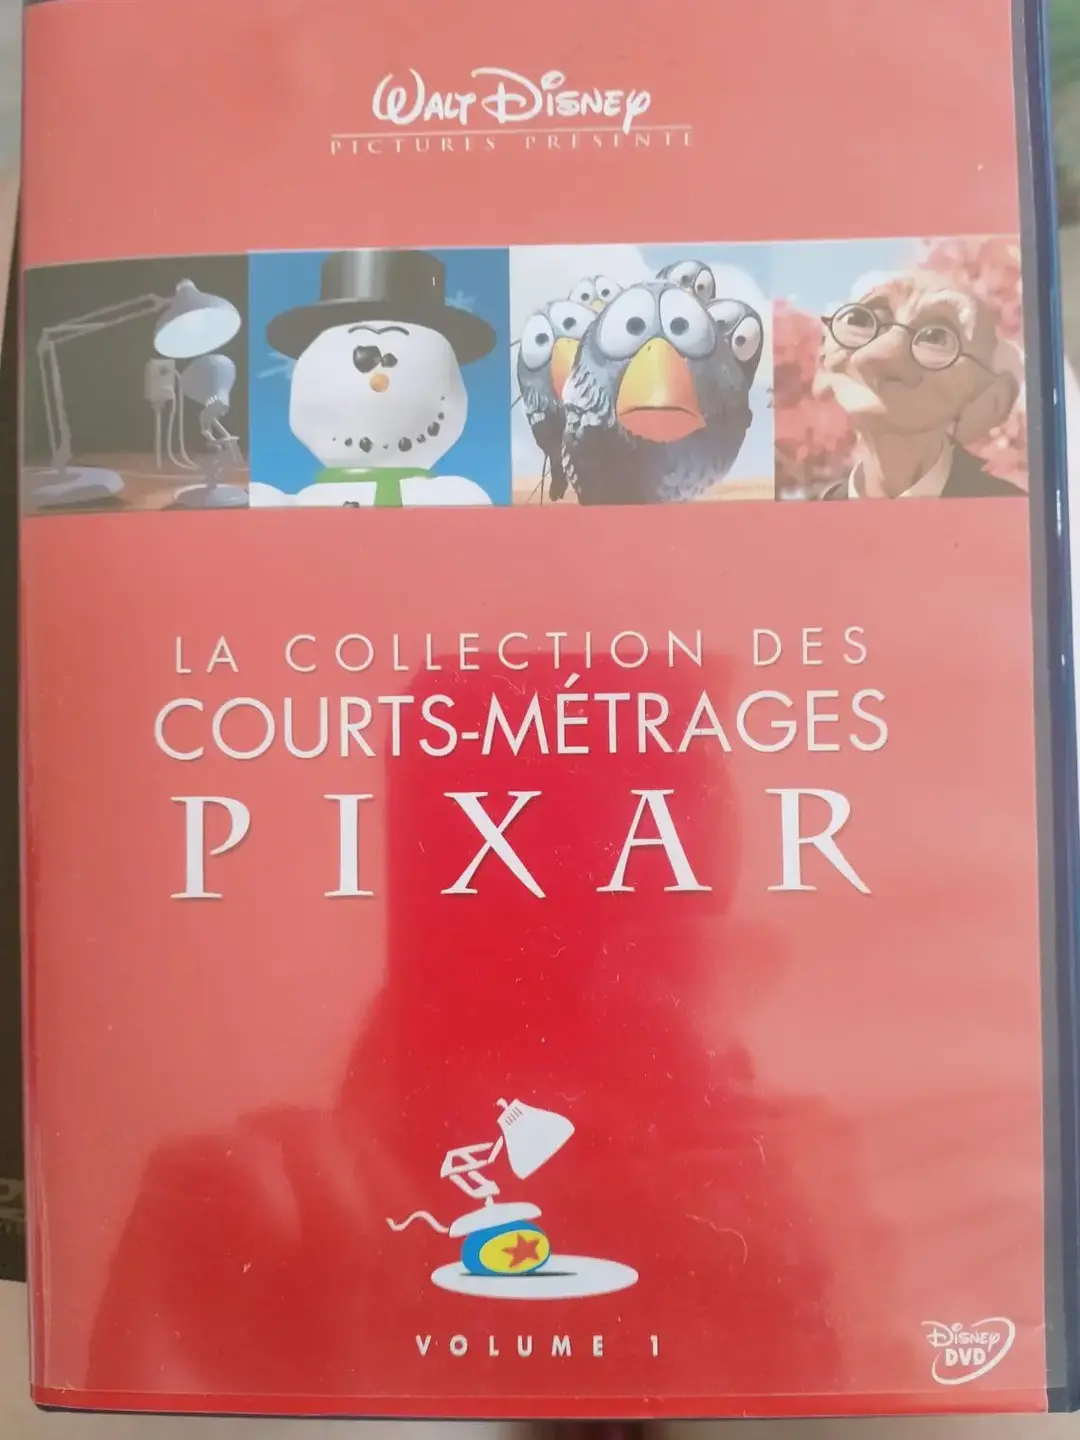 WALT DISNEY
PICTURES PRÉSENTE
LA COLLECTION DES
COURTS-MÉTRAGES
PIXAR
VOLUME 1
DISNEY
DVD